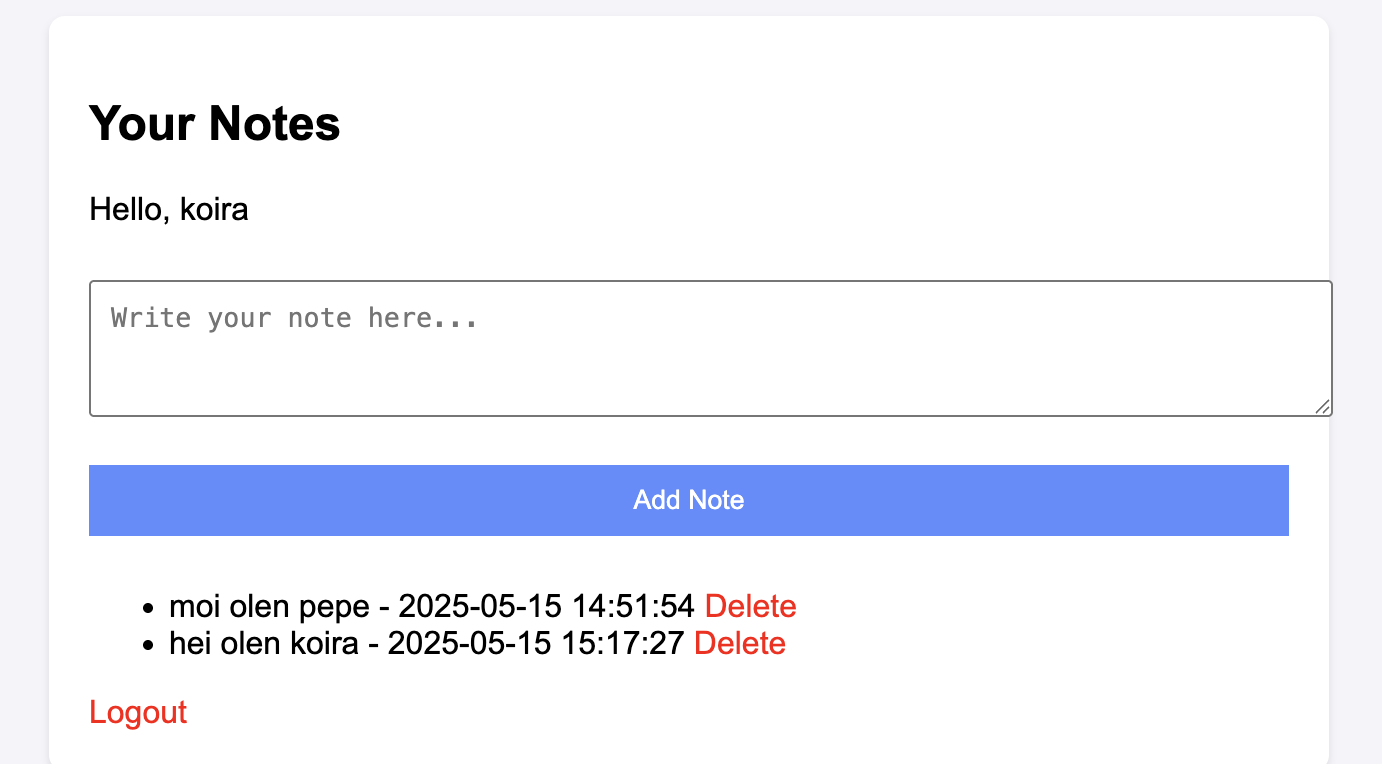 Your Notes
Hello, koira
Write your note here...
Add Note
moi olen pepe - 2025-05-15 14:51:54 Delete
hei olen koira - 2025-05-15 15:17:27 Delete
Logout